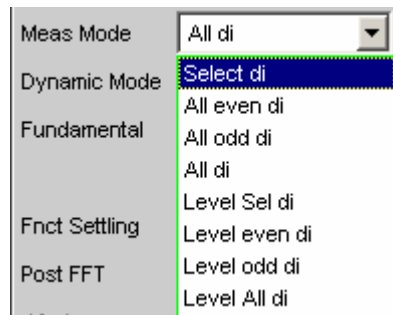 Meas Mode All di
Dynamic Mode Select di
All even di
Fundamental All odd di
All di
Level Sel di
Fnct Settling Level even di
Post FFT Level odd di
Level All di